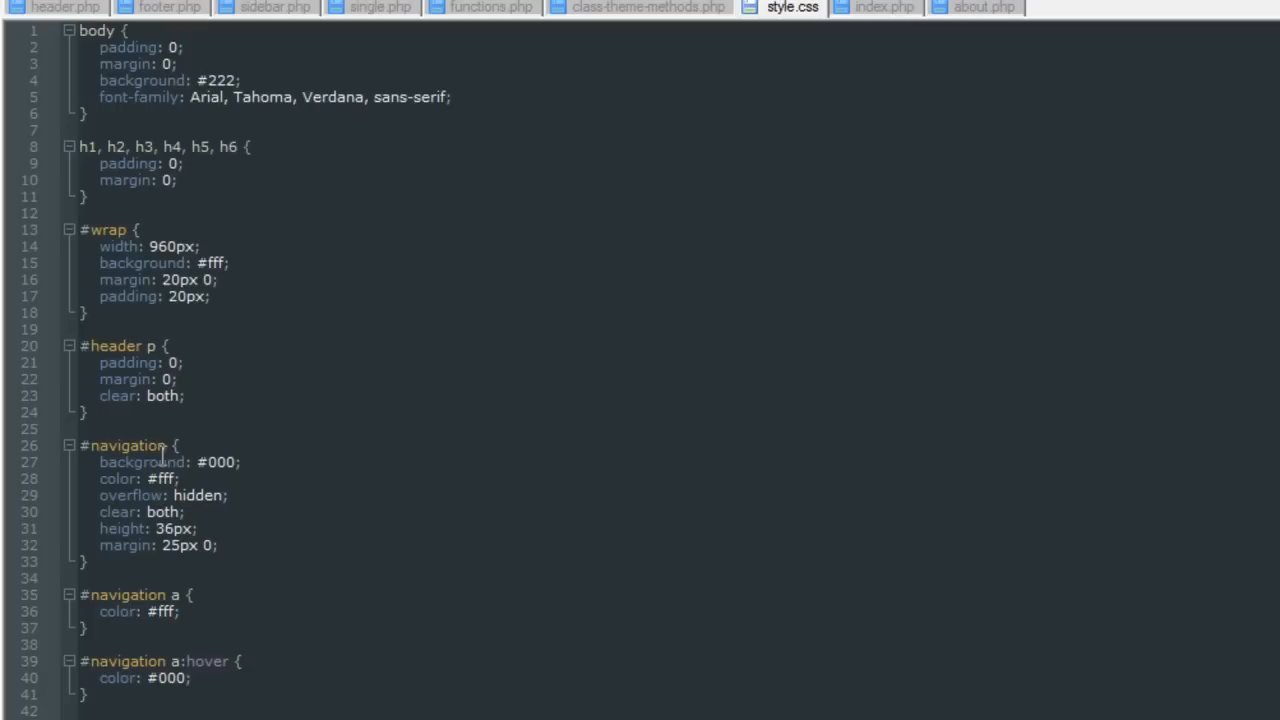 header.php footer.php sidebar.php single.php functions.php class-theme-methods.php style.css index.php about.php
1 body {
2 padding: 0;
3 margin: 0;
4 background: #222;
5 font-family: Arial, Tahoma, Verdana, sans-serif;
6 }
7
8 h1, h2, h3, h4, h5, h6 {
9 padding: 0;
10 margin: 0;
11 }
12
13 #wrap {
14 width: 960px;
15 background: #fff;
16 margin: 20px 0;
17 padding: 20px;
18 }
19
20 #header p {
21 padding: 0;
22 margin: 0;
23 clear: both;
24 }
25
26 #navigation {
27 background: #000;
28 color: #fff;
29 overflow: hidden;
30 clear: both;
31 height: 36px;
32 margin: 25px 0;
33 }
34
35 #navigation a {
36 color: #fff;
37 }
38
39 #navigation a:hover {
40 color: #000;
41 }
42